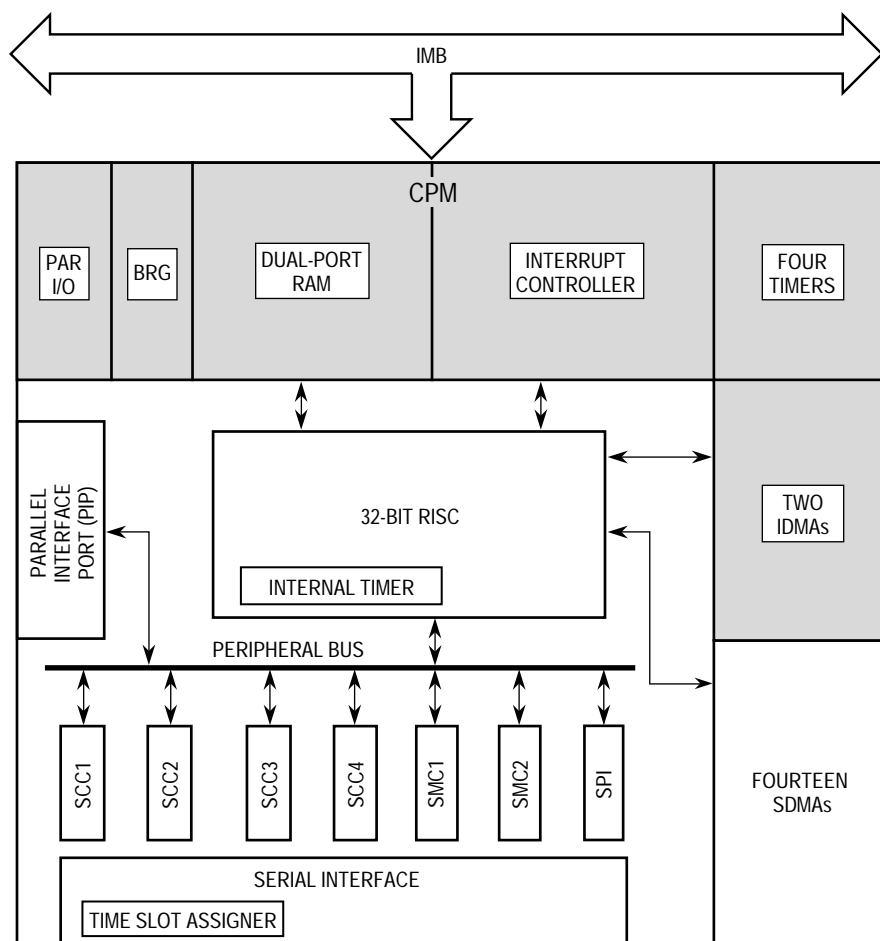 IMB
CPM
PAR
I/O
BRG
DUAL-PORT
RAM
INTERRUPT
CONTROLLER
FOUR
TIMERS
PARALLEL
INTERFACE
PORT (PIP)
32-BIT RISC
INTERNAL TIMER
TWO
IDMAs
PERIPHERAL BUS
SCC1
SCC2
SCC3
SCC4
SMC1
SMC2
SPI
FOURTEEN
SDMAs
SERIAL INTERFACE
TIME SLOT ASSIGNER